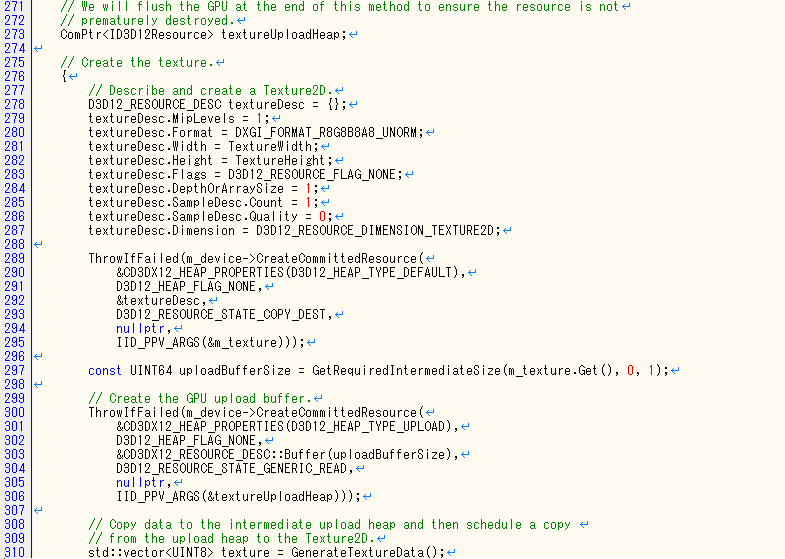 271 // We will flush the GPU at the end of this method to ensure the resource is not↵
272 // prematurely destroyed.↵
273 ComPtr<ID3D12Resource> textureUploadHeap;↵
274 ↵
275 // Create the texture.↵
276 {↵
277 // Describe and create a Texture2D.↵
278 D3D12_RESOURCE_DESC textureDesc = {};↵
279 textureDesc.MipLevels = 1;↵
280 textureDesc.Format = DXGI_FORMAT_R8G8B8A8_UNORM;↵
281 textureDesc.Width = TextureWidth;↵
282 textureDesc.Height = TextureHeight;↵
283 textureDesc.Flags = D3D12_RESOURCE_FLAG_NONE;↵
284 textureDesc.DepthOrArraySize = 1;↵
285 textureDesc.SampleDesc.Count = 1;↵
286 textureDesc.SampleDesc.Quality = 0;↵
287 textureDesc.Dimension = D3D12_RESOURCE_DIMENSION_TEXTURE2D;↵
288 ↵
289 ThrowIfFailed(m_device->CreateCommittedResource(↵
290 &CD3DX12_HEAP_PROPERTIES(D3D12_HEAP_TYPE_DEFAULT),↵
291 D3D12_HEAP_FLAG_NONE,↵
292 &textureDesc,↵
293 D3D12_RESOURCE_STATE_COPY_DEST,↵
294 nullptr,↵
295 IID_PPV_ARGS(&m_texture)));↵
296 ↵
297 const UINT64 uploadBufferSize = GetRequiredIntermediateSize(m_texture.Get(), 0, 1);↵
298 ↵
299 // Create the GPU upload buffer.↵
300 ThrowIfFailed(m_device->CreateCommittedResource(↵
301 &CD3DX12_HEAP_PROPERTIES(D3D12_HEAP_TYPE_UPLOAD),↵
302 D3D12_HEAP_FLAG_NONE,↵
303 &CD3DX12_RESOURCE_DESC::Buffer(uploadBufferSize),↵
304 D3D12_RESOURCE_STATE_GENERIC_READ,↵
305 nullptr,↵
306 IID_PPV_ARGS(&textureUploadHeap)));↵
307 ↵
308 // Copy data to the intermediate upload heap and then schedule a copy ↵
309 // from the upload heap to the Texture2D.↵
310 std::vector<UINT8> texture = GenerateTextureData();↵